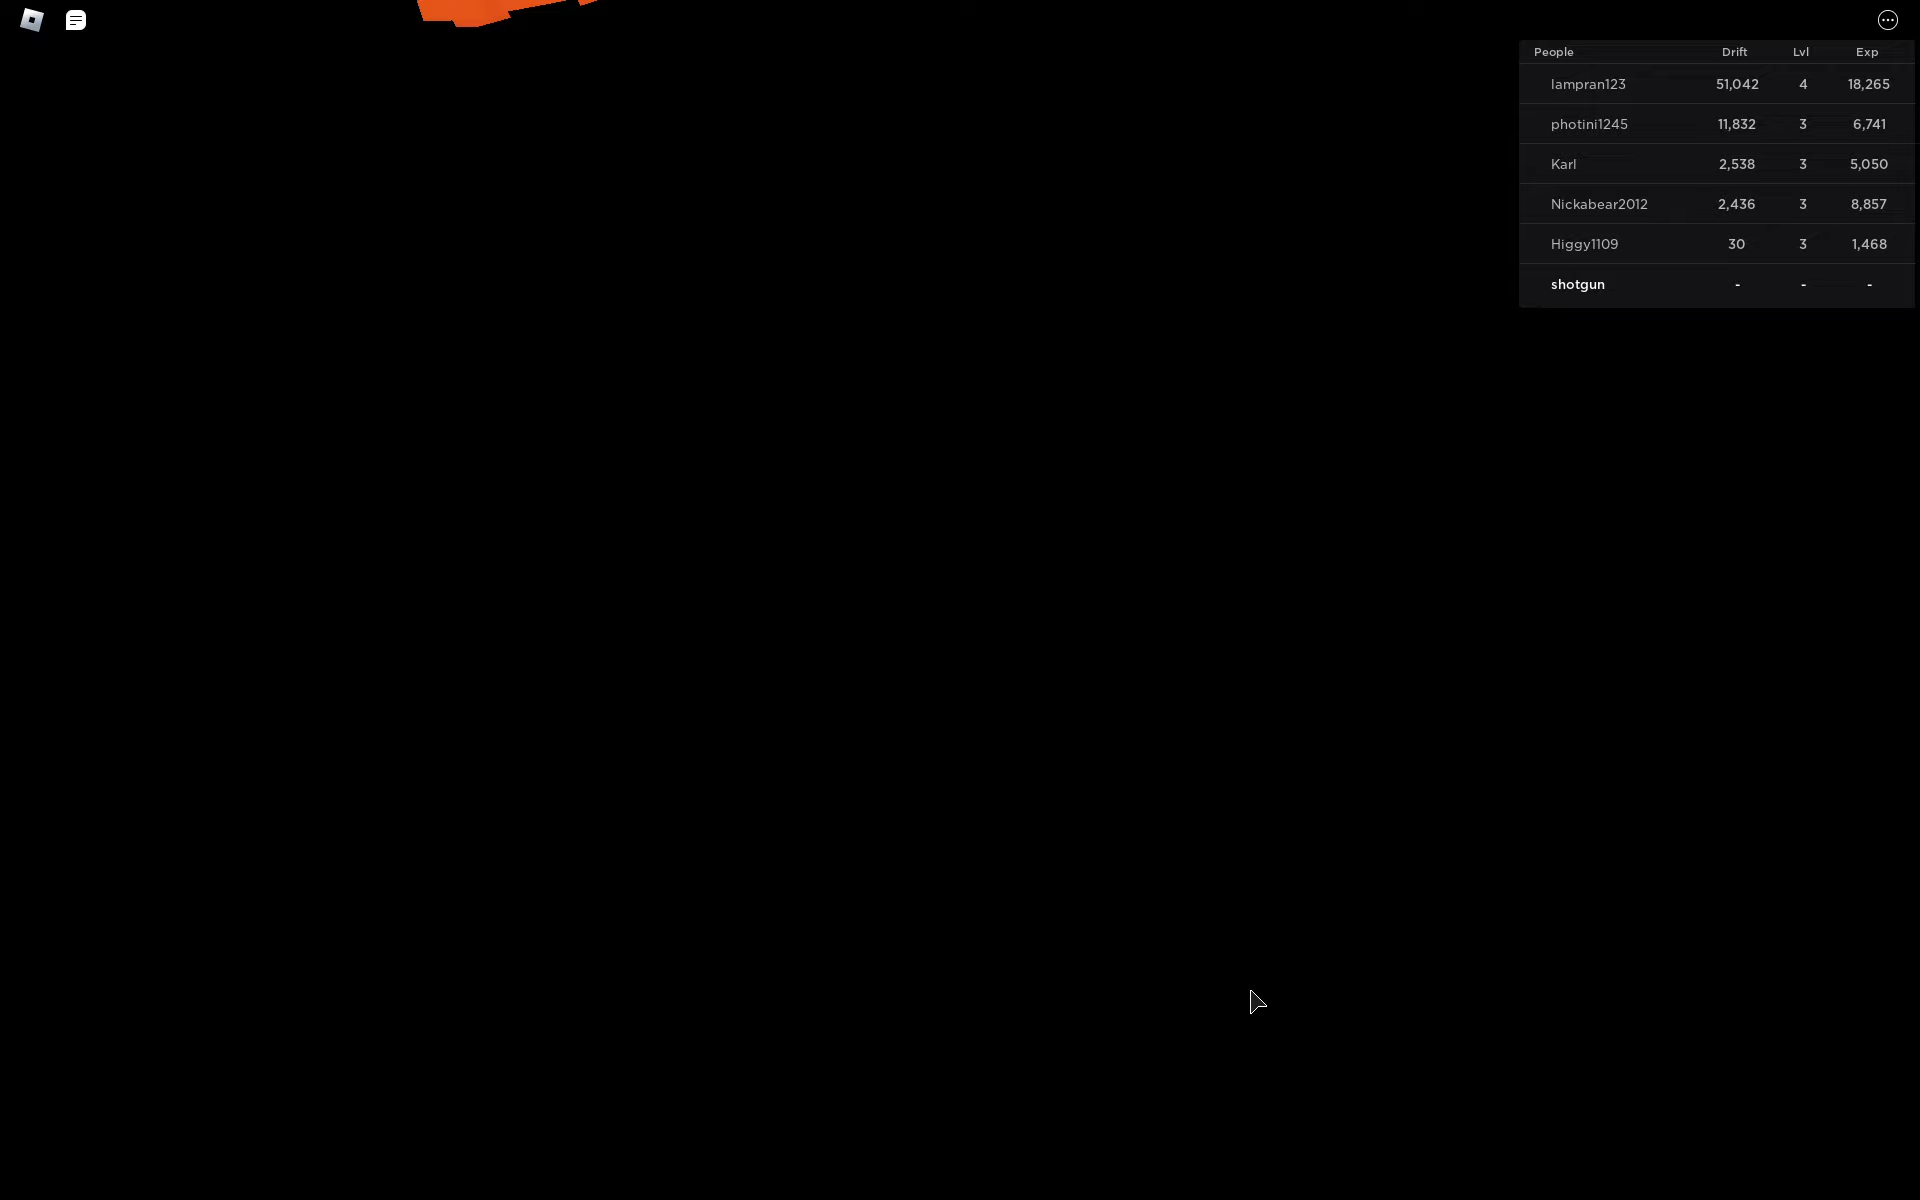 People Drift Lvl Exp
lampran123 51,042 4 18,265
photini1245 11,832 3 6,741
Karl 2,538 3 5,050
Nickabear2012 2,436 3 8,857
Higgy1109 30 3 1,468
shotgun - - -